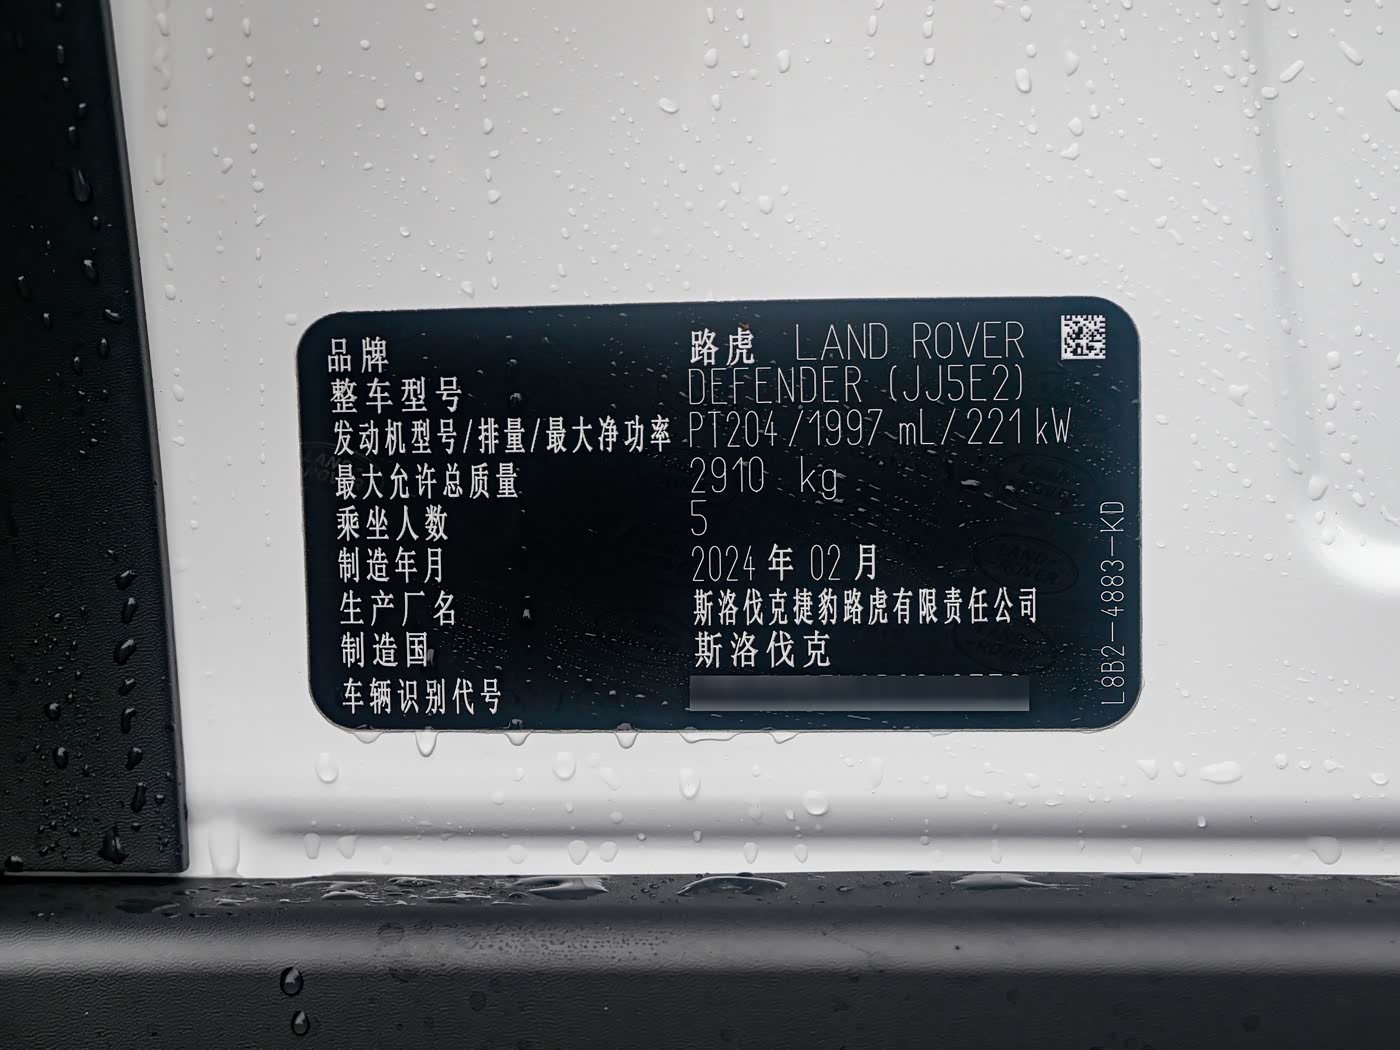 品牌 路虎 LAND ROVER
整车型号 DEFENDER (JJ5E2)
发动机型号/排量/最大净功率 PT204/1997 mL/221 kW
最大允许总质量 2910 kg
乘坐人数 5
制造年月 2024 年 02 月
生产厂名 斯洛伐克捷豹路虎有限责任公司
制造国 斯洛伐克
车辆识别代号
L8B2-4883-KD